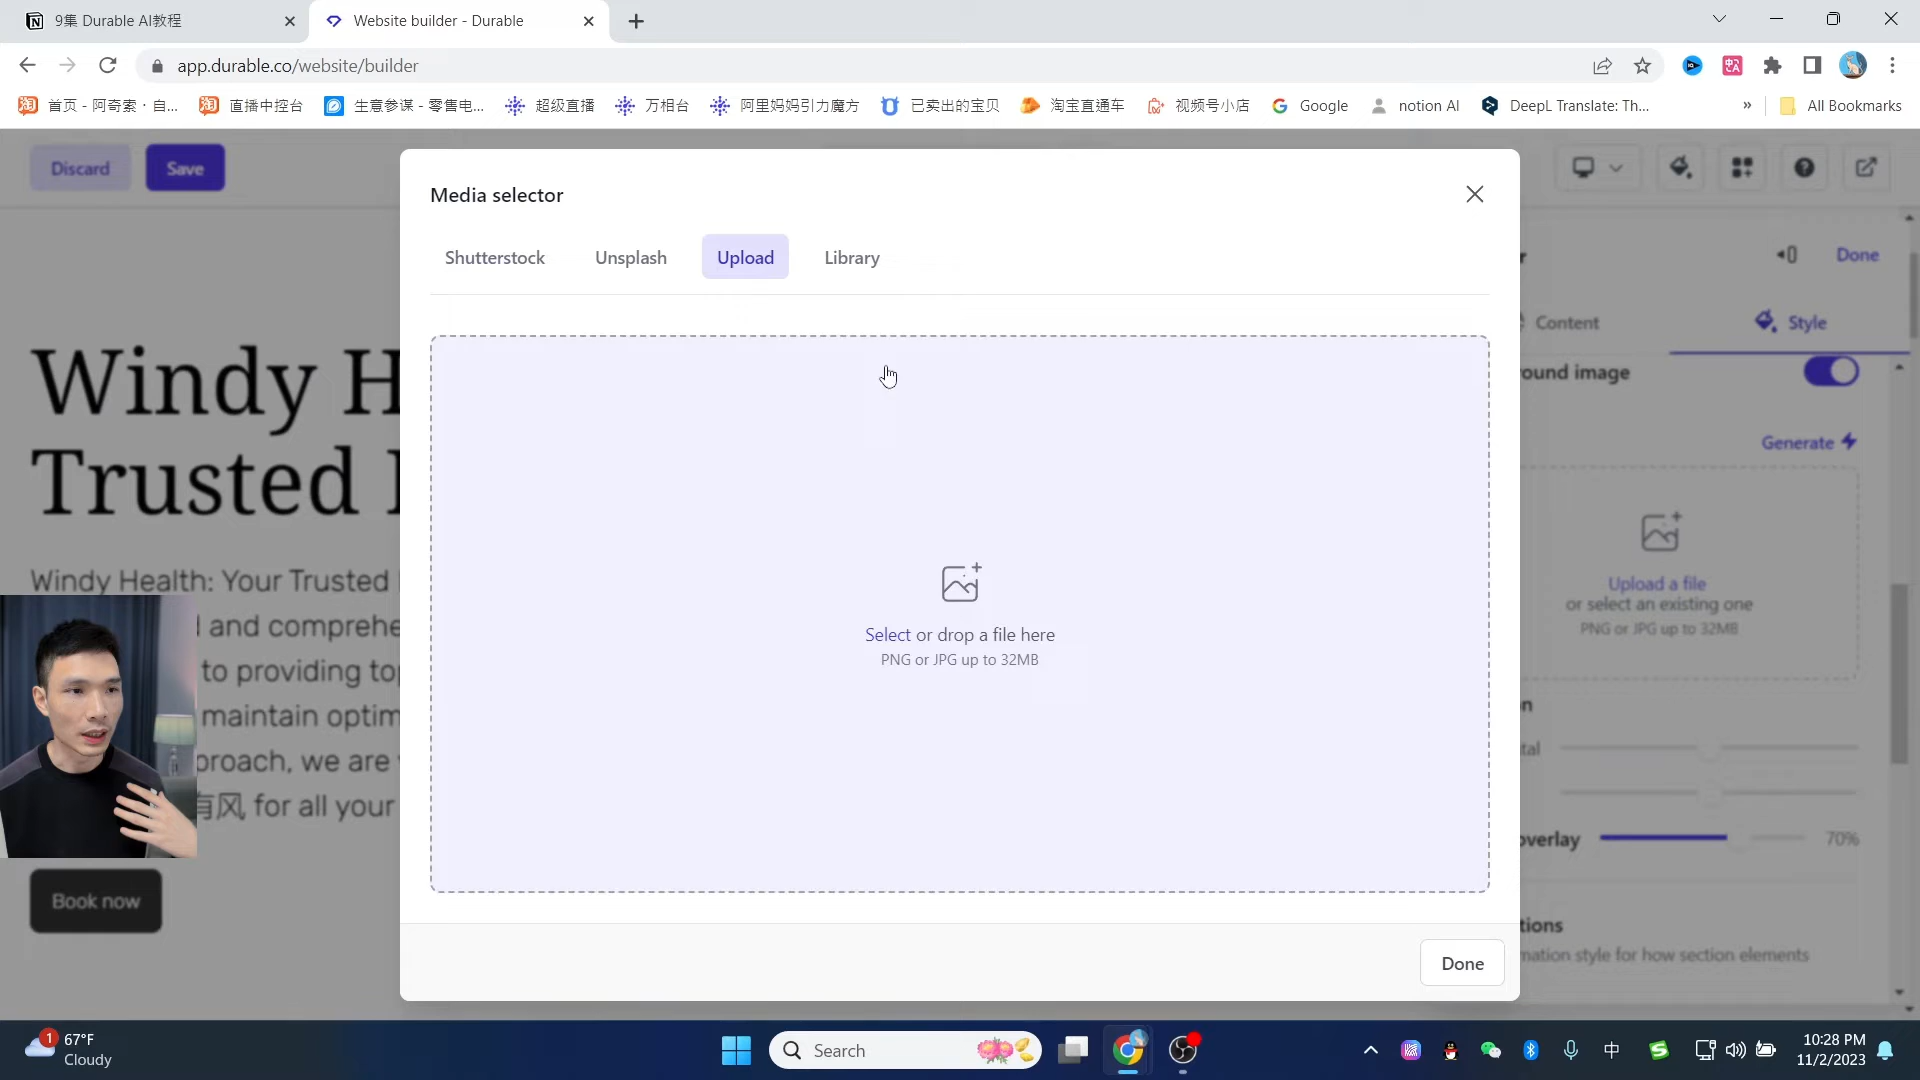 9集 Durable AI教程
Website builder - Durable
app.durable.co/website/builder
首页 - 阿奇索 · 自...
直播中控台
生意参谋 - 零售电...
超级直播
万相台
阿里妈妈引力魔方
已卖出的宝贝
淘宝直通车
视频号小店
Google
notion AI
DeepL Translate: Th...
»
All Bookmarks
Discard
Save
Media selector
Shutterstock
Unsplash
Upload
Library
Done
Content
Style
ound image
Generate
Windy H
Trusted
Select or drop a file here
PNG or JPG up to 32MB
Upload a file
or select an existing one
PNG or JPG up to 32MB
Windy Health: Your Trusted
and comprehe
to providing to
maintain optim
proach, we are
有风 for all your
Book now
overlay
70%
tions
mation style for how section elements
Done
1
67°F
Cloudy
Search
中
10:28 PM
11/2/2023